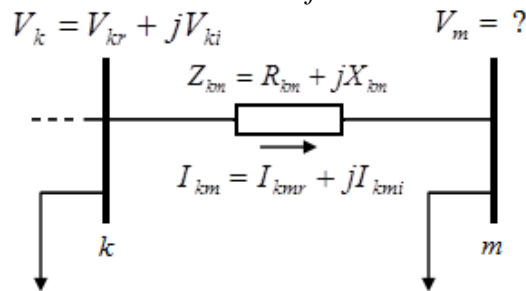 V_k = V_kr + jV_ki
V_m = ?
Z_km = R_km + jX_km
I_km = I_kmr + jI_kmi
k
m